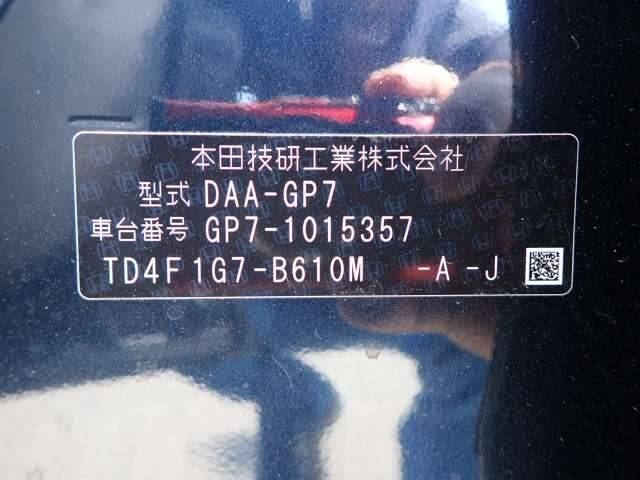 本田技研工業株式会社
型式 DAA-GP7
車台番号 GP7-1015357
TD4F1G7-B610M -A -J